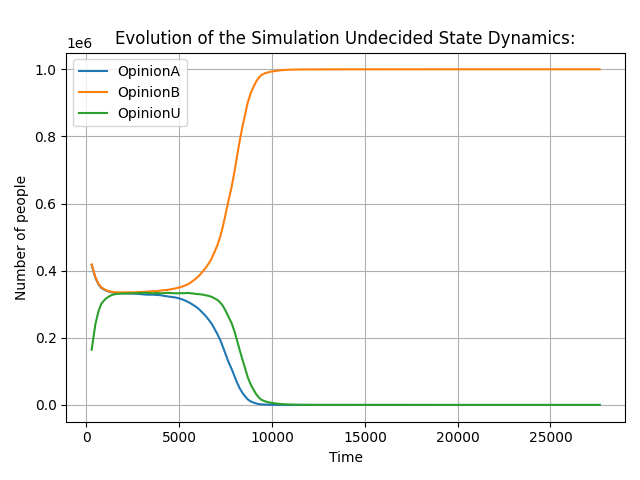 Evolution of the Simulation Undecided State Dynamics:
1e6
OpinionA
OpinionB
OpinionU
1.0
0.8
0.6
0.4
0.2
0.0
Number of people
0 5000 10000 15000 20000 25000
Time